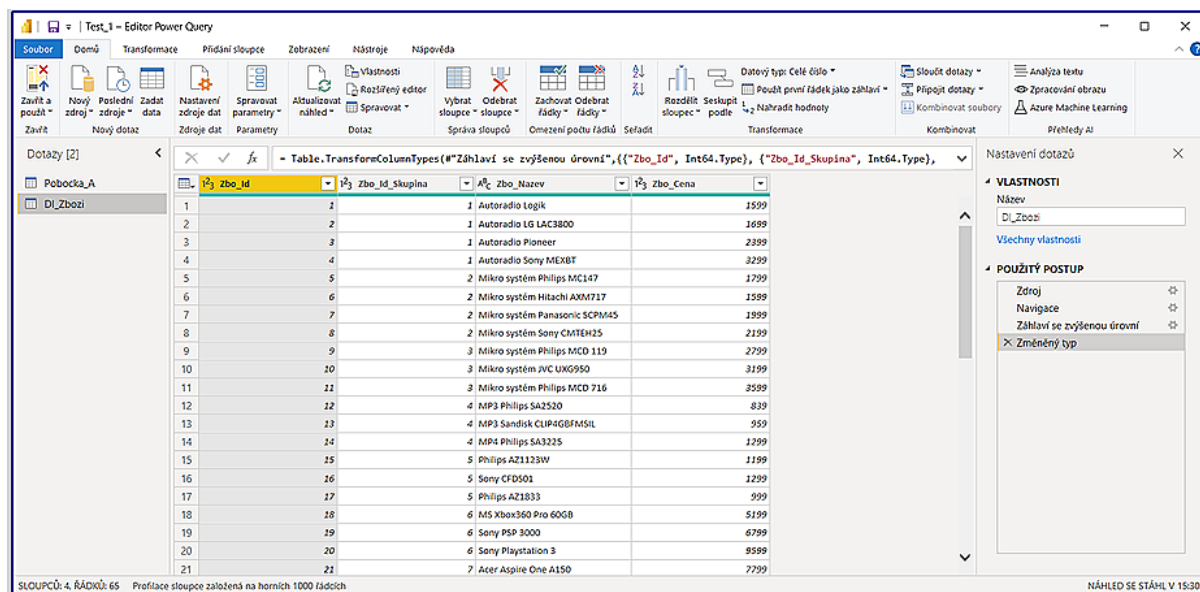 Test_1 – Editor Power Query
Soubor Domů Transformace Přidání sloupce Zobrazení Nástroje Nápověda
Zavřít a použít
Nový zdroj
Poslední zdroje
Zadat data
Nastavení zdroje dat
Spravovat parametry
Aktualizovat náhled
Vlastnosti
Rozšířený editor
Spravovat
Vybrat sloupce
Odebrat sloupce
Zachovat řádky
Odebrat řádky
Rozdělit sloupec
Seskupit podle
Datový typ: Celé číslo
Použít první řádek jako záhlaví
Nahradit hodnoty
Sloučit dotazy
Připojit dotazy
Kombinovat soubory
Analýza textu
Zpracování obrazu
Azure Machine Learning
Zavřít Nový dotaz Zdroje dat Parametry Dotaz Správa sloupců Omezení počtu řádků Seřadit Transformace Kombinovat Přehledy AI
Dotazy [2]
Pobocka_A
DI_Zbozi
fx = Table.TransformColumnTypes(#"Záhlaví se zvýšenou úrovní",{{"Zbo_Id", Int64.Type}, {"Zbo_Id_Skupina", Int64.Type},
1²3 Zbo_Id 1²3 Zbo_Id_Skupina ABC Zbo_Nazev 1²3 Zbo_Cena
1 1 1 Autoradio Logik 1599
2 2 1 Autoradio LG LAC3800 1699
3 3 1 Autoradio Pioneer 2399
4 4 1 Autoradio Sony MEXBT 3299
5 5 2 Mikro systém Philips MC147 1799
6 6 2 Mikro systém Hitachi AXM717 1599
7 7 2 Mikro systém Panasonic SCPM45 1999
8 8 2 Mikro systém Sony CMTEH25 2199
9 9 3 Mikro systém Philips MCD 119 2799
10 10 3 Mikro systém JVC UXG950 3199
11 11 3 Mikro systém Philips MCD 716 3599
12 12 4 MP3 Philips SA2520 839
13 13 4 MP3 Sandisk CLIP4GBFMSIL 959
14 14 4 MP4 Philips SA3225 1299
15 15 5 Philips AZ1123W 1199
16 16 5 Sony CFD501 1299
17 17 5 Philips AZ1833 999
18 18 6 MS Xbox360 Pro 60GB 5199
19 19 6 Sony PSP 3000 6799
20 20 6 Sony Playstation 3 9599
21 21 7 Acer Aspire One A150 7799
Nastavení dotazů
VLASTNOSTI
Název
DI_Zbozi
Všechny vlastnosti
POUŽITÝ POSTUP
Zdroj
Navigace
Záhlaví se zvýšenou úrovní
Změněný typ
SLOUPCŮ: 4, ŘÁDKŮ: 65 Profilace sloupce založená na horních 1000 řádcích NÁHLED SE STÁHL V 15:30